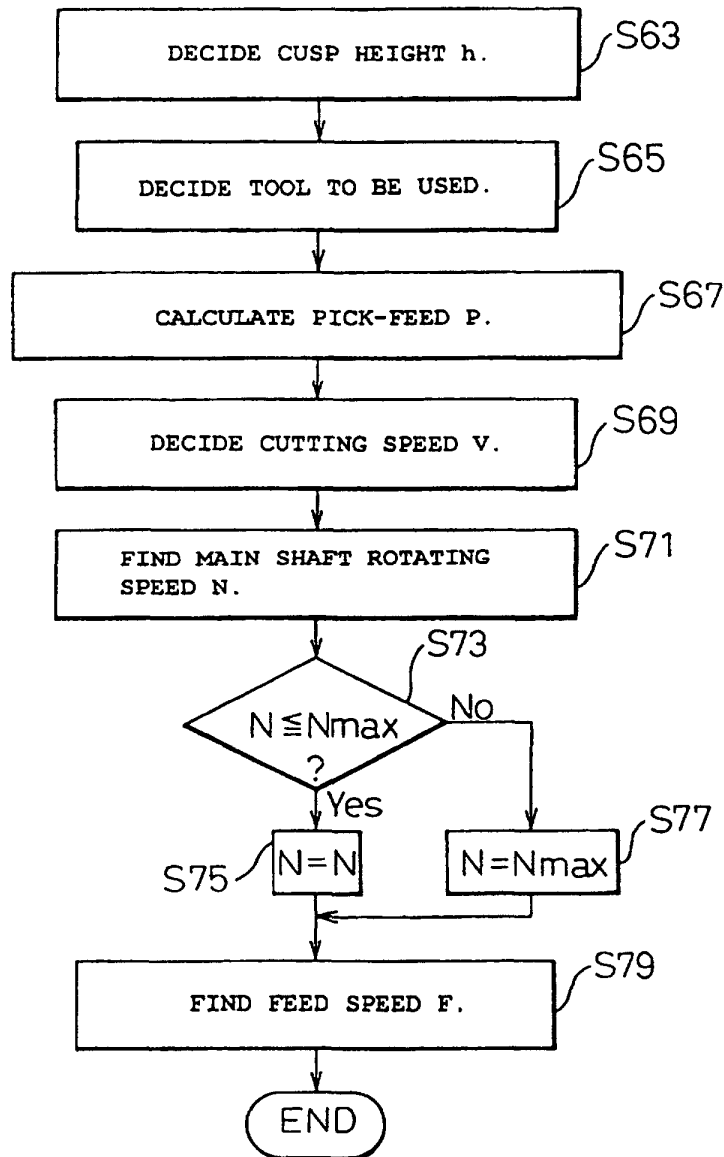 DECIDE CUSP HEIGHT h.
S63
DECIDE TOOL TO BE USED.
S65
CALCULATE PICK-FEED P.
S67
DECIDE CUTTING SPEED V.
S69
FIND MAIN SHAFT ROTATING
SPEED N.
S71
S73
N≦Nmax
?
No
Yes
S75
N=N
N=Nmax
S77
FIND FEED SPEED F.
S79
END